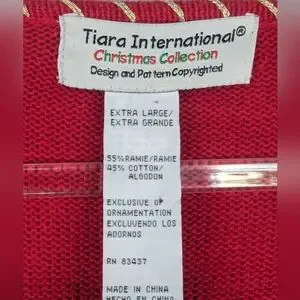 Tiara International®
Christmas Collection
Design and Pattern Copyrighted
EXTRA LARGE/
EXTRA GRANDE
55% RAMIE/RAMIE
45% COTTON/
ALGODON
EXCLUSIVE OF
ORNAMENTATION
EXCLUVENDO LOS
ADORNOS
RN 83437
MADE IN CHINA
HECHO EN CHINA